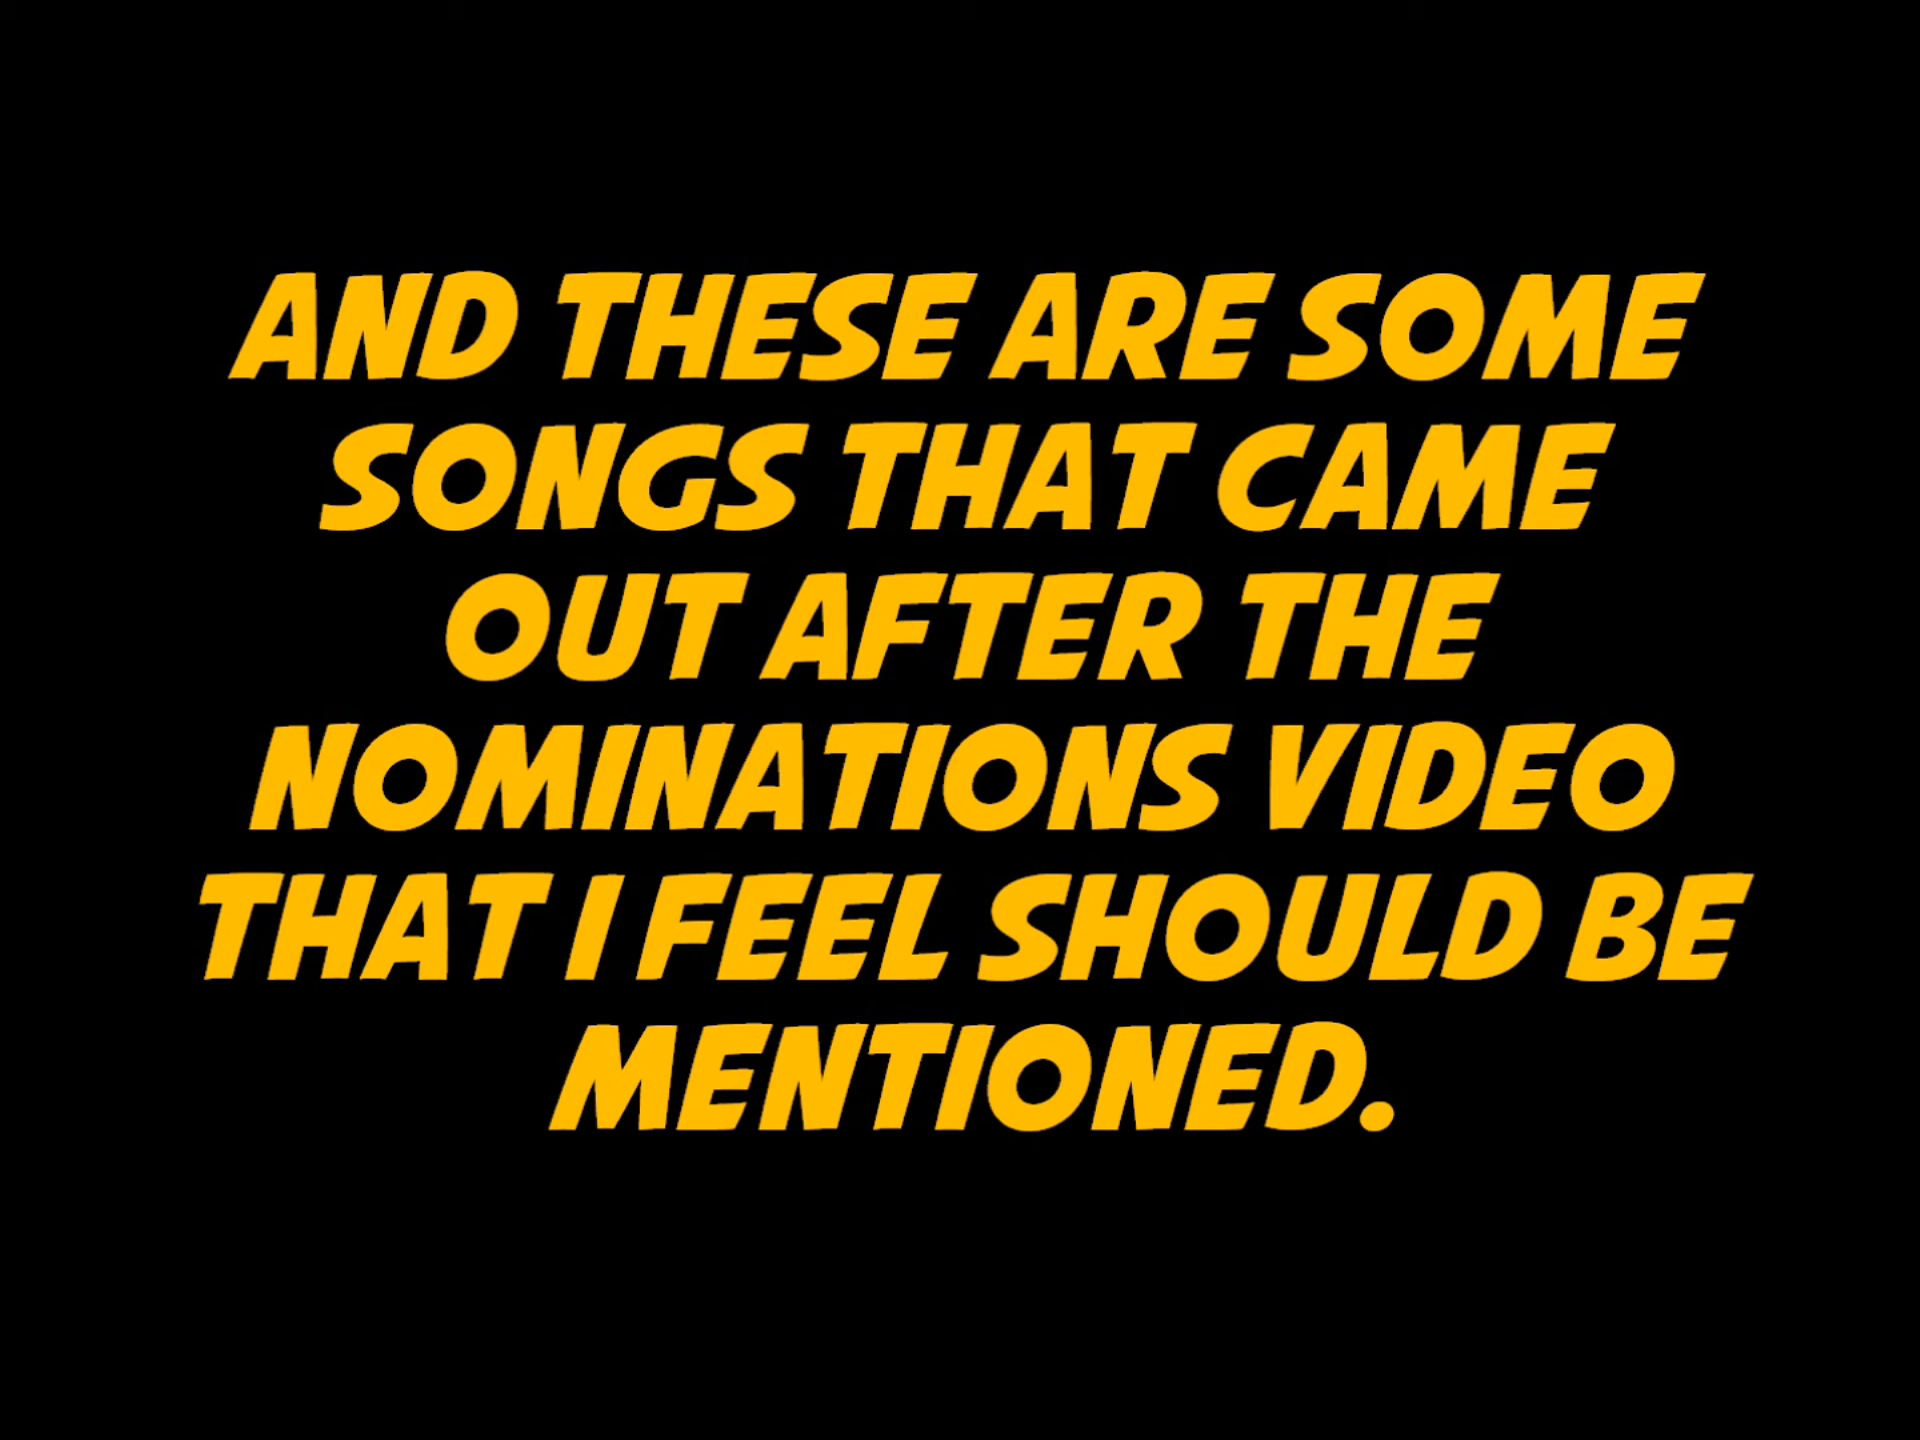 AND THESE ARE SOME
SONGS THAT CAME
OUT AFTER THE
NOMINATIONS VIDEO
THAT I FEEL SHOULD BE
MENTIONED.